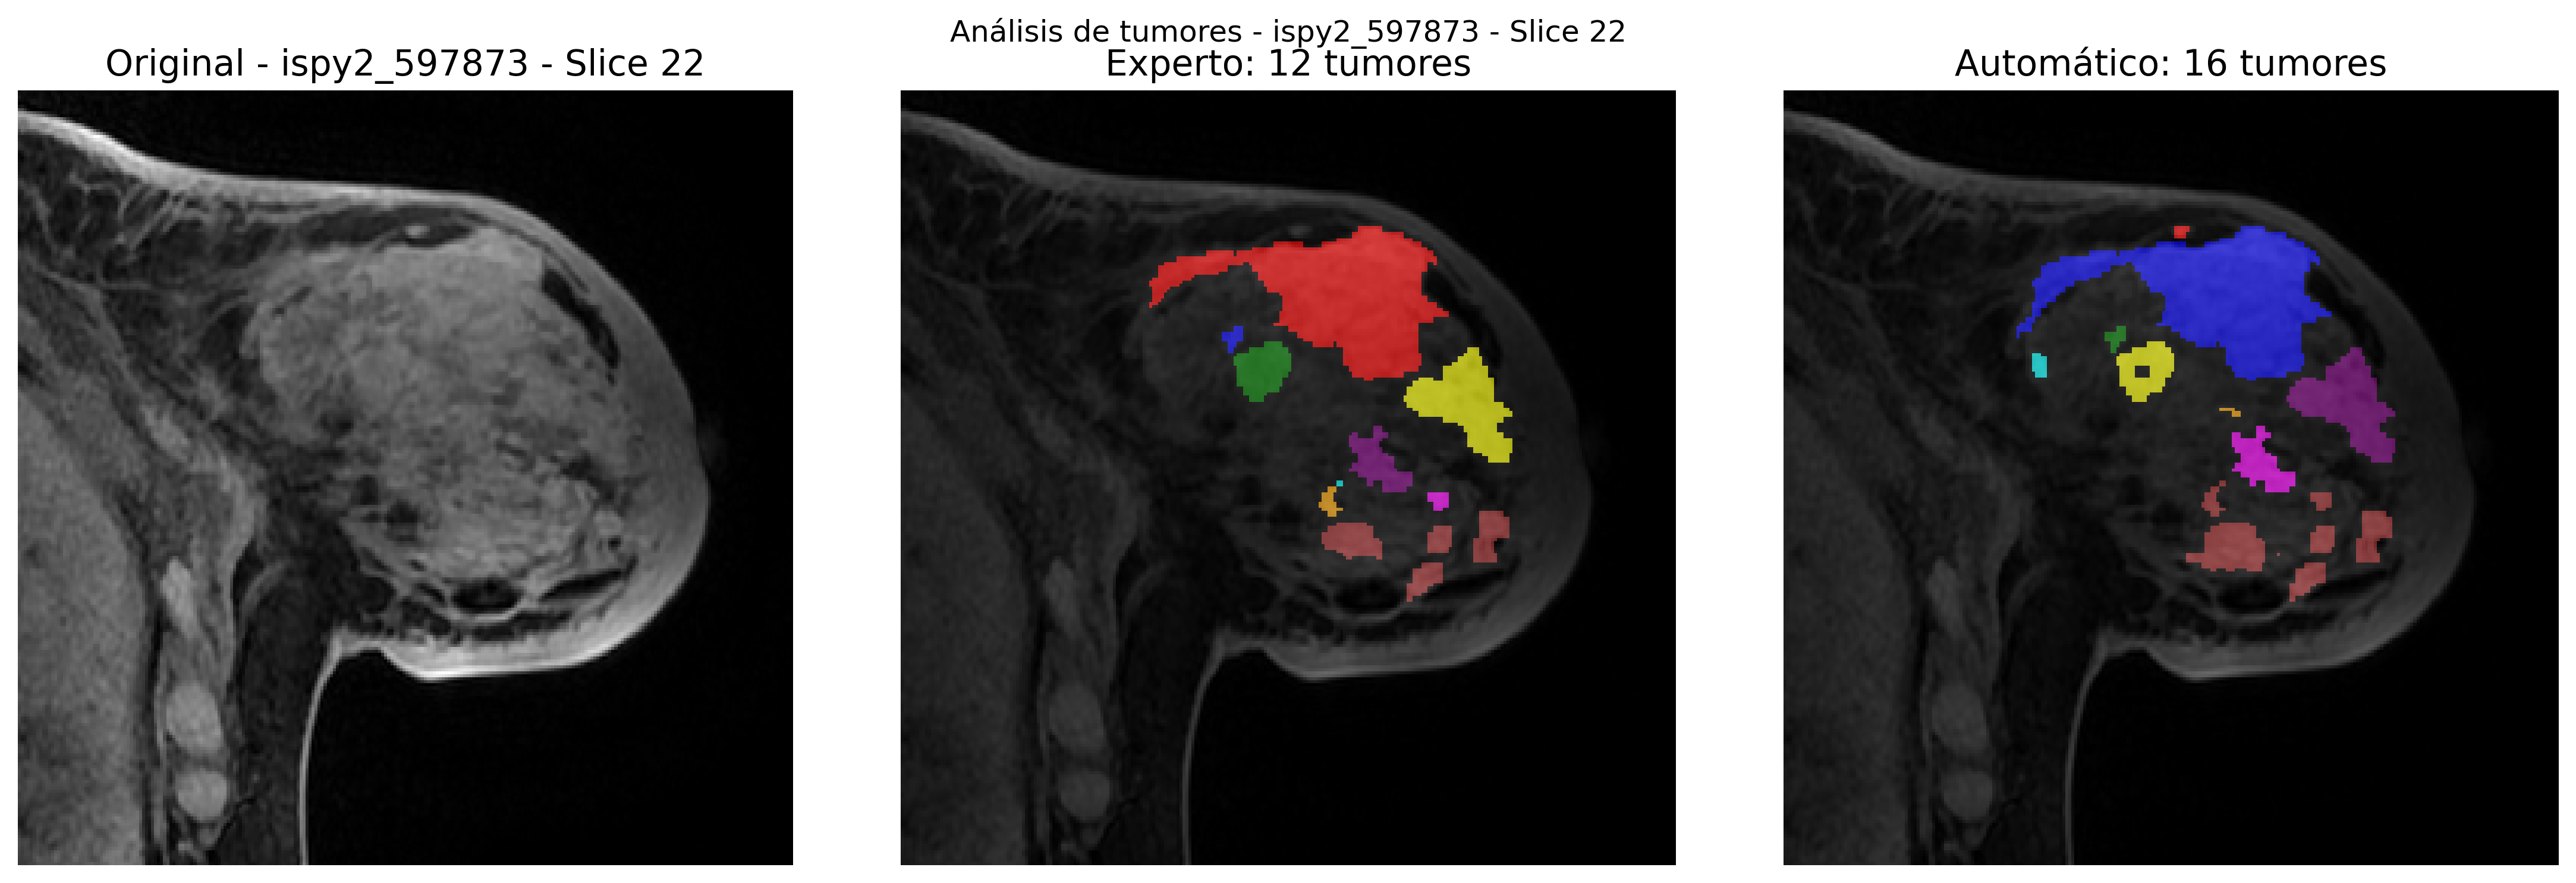 Análisis de tumores - ispy2_597873 - Slice 22
Original - ispy2_597873 - Slice 22
Experto: 12 tumores
Automático: 16 tumores